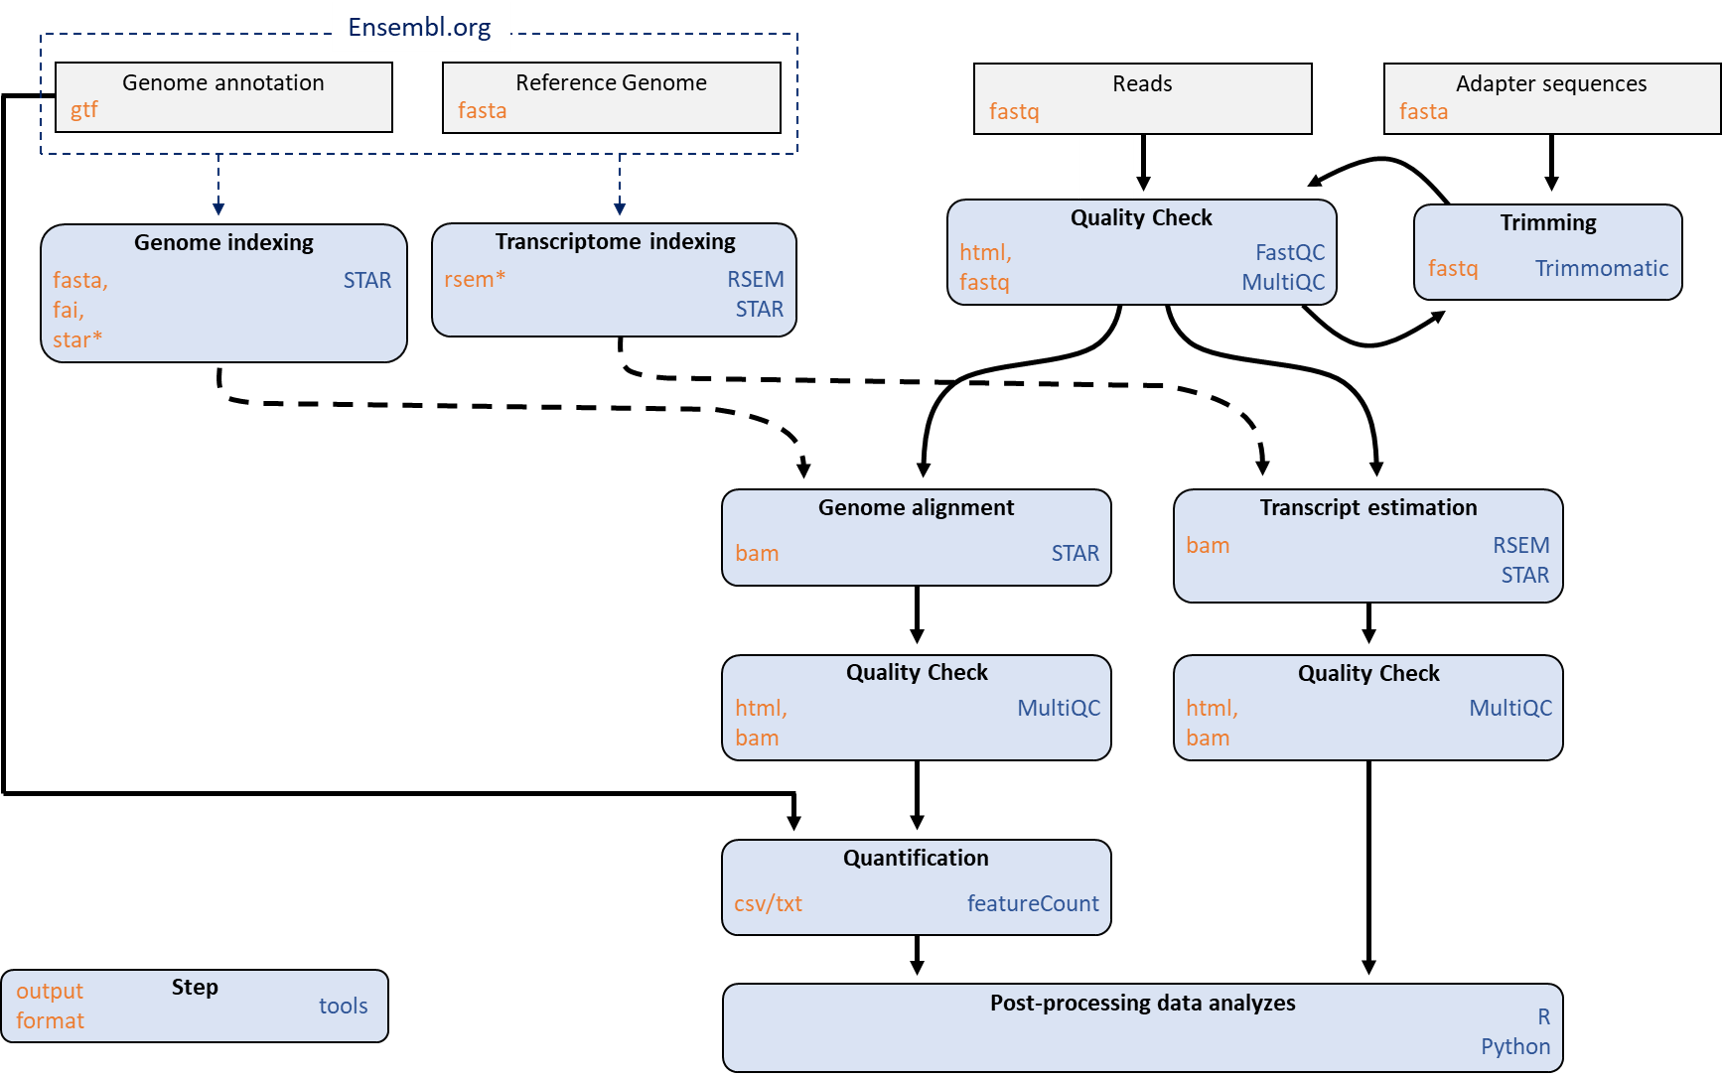 Ensembl.org
Genome annotation
gtf
Reference Genome
fasta
Reads
fastq
Adapter sequences
fasta
Genome indexing
fasta,
fai,
star*
STAR
Transcriptome indexing
rsem*
RSEM
STAR
Quality Check
html,
fastq
FastQC
MultiQC
Trimming
fastq
Trimmomatic
Genome alignment
bam
STAR
Transcript estimation
bam
RSEM
STAR
Quality Check
html,
bam
MultiQC
Quality Check
html,
bam
MultiQC
Quantification
csv/txt
featureCount
Step
output
format
tools
Post-processing data analyzes
R
Python